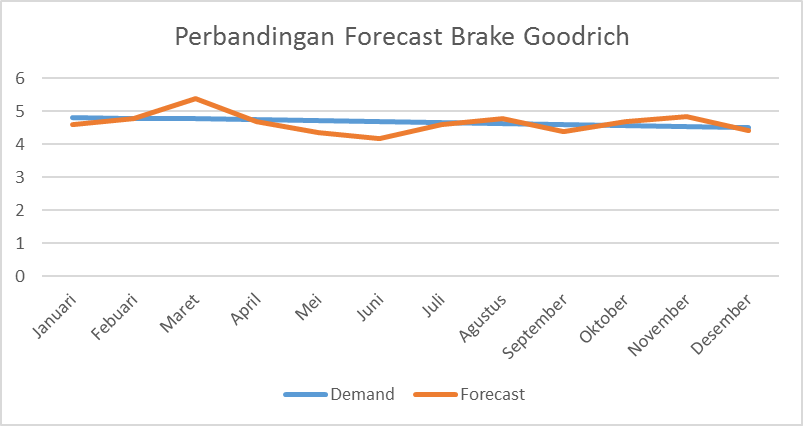 Perbandingan Forecast Brake Goodrich
6
5
4
3
2
1
0
Januari
Febuari
Maret
April
Mei
Juni
Juli
Agustus
September
Oktober
November
Desember
Demand
Forecast